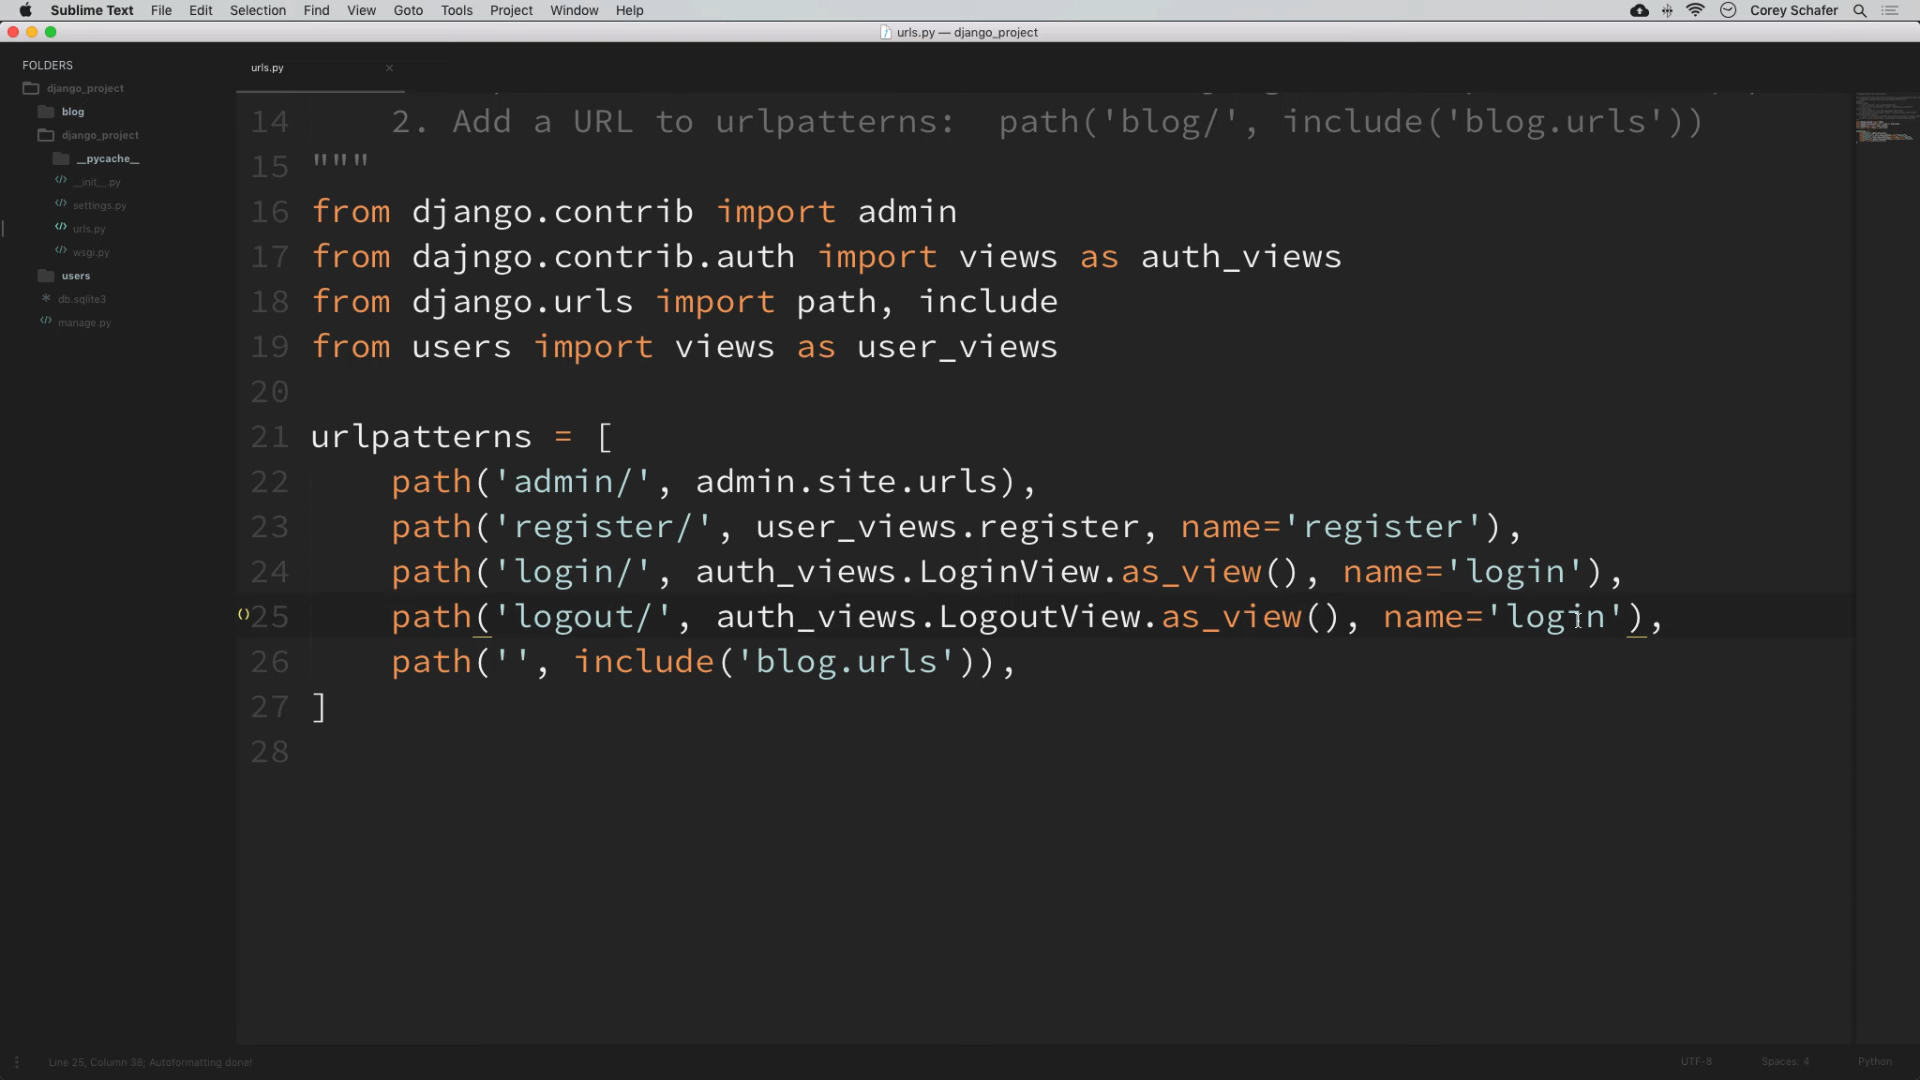 Sublime Text File Edit Selection Find View Goto Tools Project Window Help Corey Schafer
urls.py — django_project
FOLDERS
django_project
blog
django_project
__pycache__
__init__.py
settings.py
urls.py
wsgi.py
users
db.sqlite3
manage.py
urls.py ×
14 2. Add a URL to urlpatterns:  path('blog/', include('blog.urls'))
15 """
16 from django.contrib import admin
17 from dajngo.contrib.auth import views as auth_views
18 from django.urls import path, include
19 from users import views as user_views
20
21 urlpatterns = [
22     path('admin/', admin.site.urls),
23     path('register/', user_views.register, name='register'),
24     path('login/', auth_views.LoginView.as_view(), name='login'),
()25     path('logout/', auth_views.LogoutView.as_view(), name='login'),
26     path('', include('blog.urls')),
27 ]
28
Line 25, Column 36; Autoformatting done! UTF-8 Spaces: 4 Python